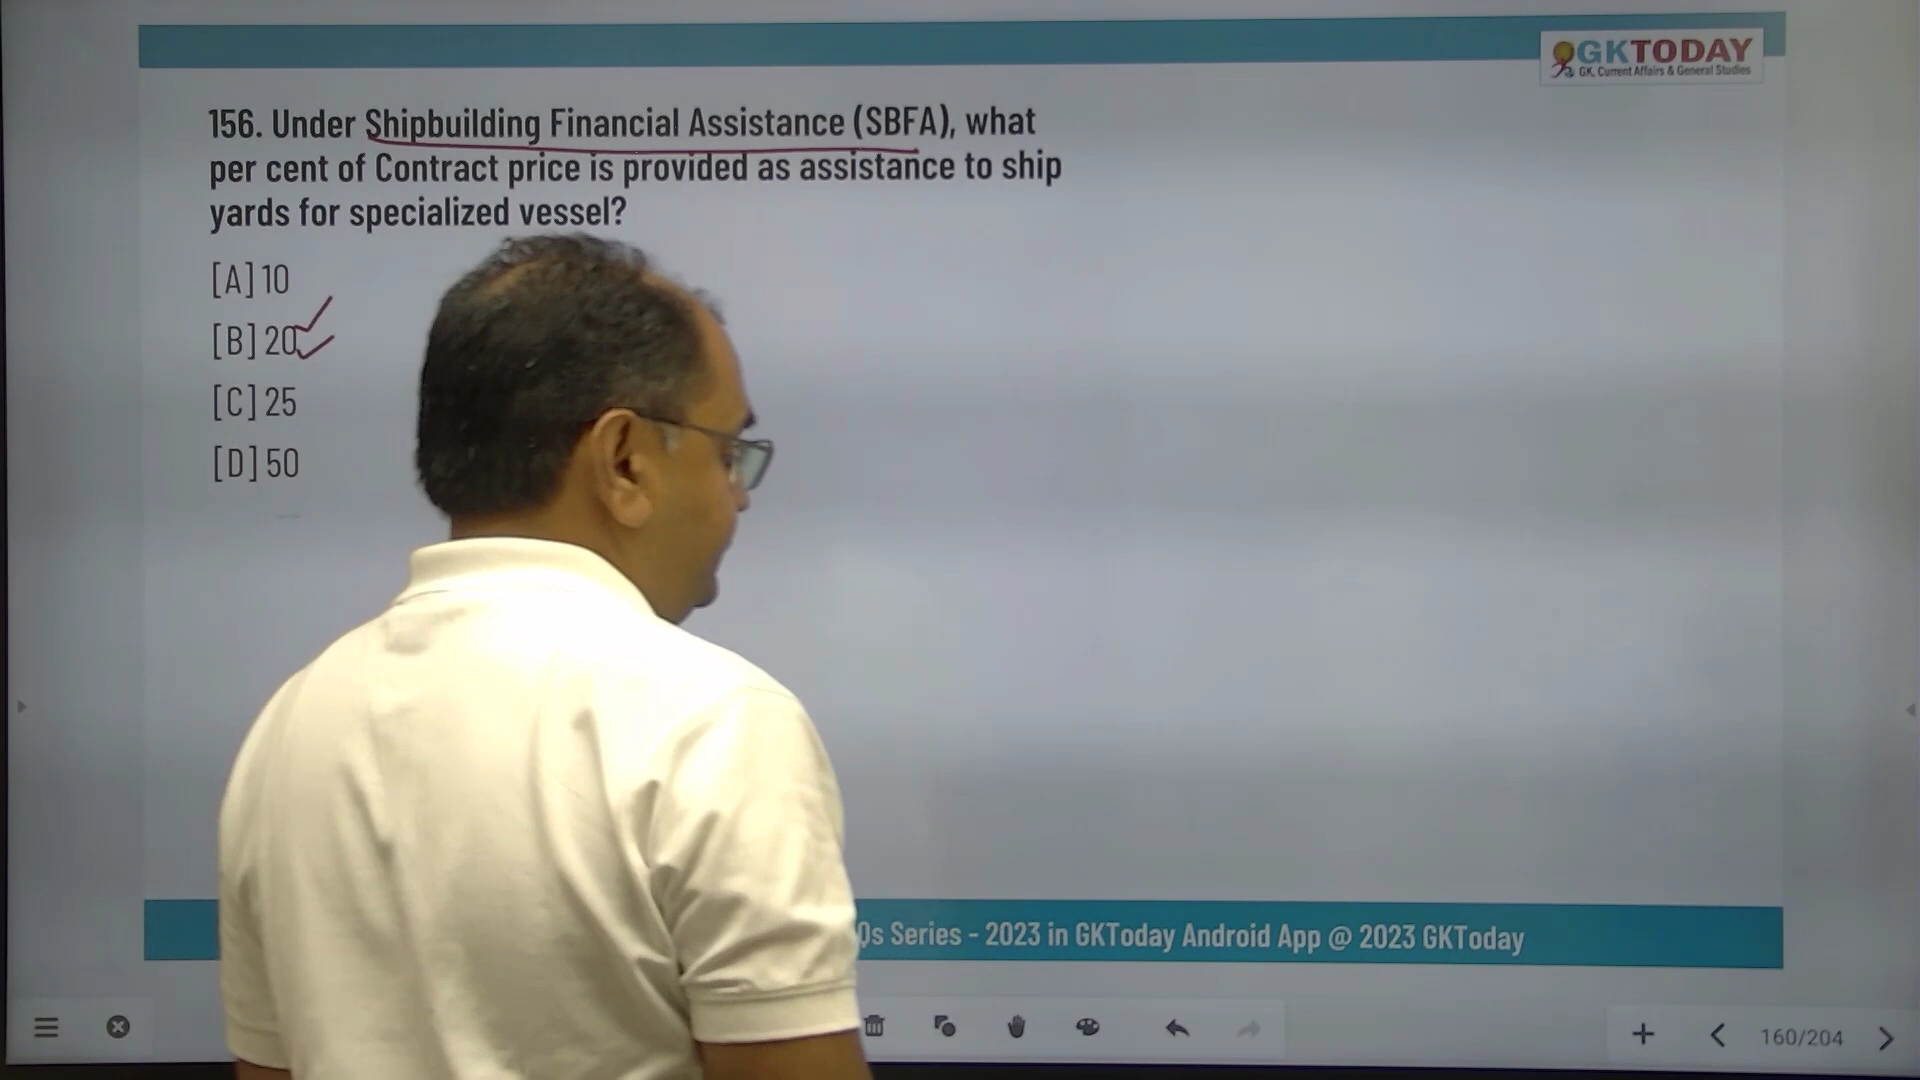 GKTODAY
GK, Current Affairs & General Studies
156. Under Shipbuilding Financial Assistance (SBFA), what
per cent of Contract price is provided as assistance to ship
yards for specialized vessel?
[A] 10
[B] 20
[C] 25
[D] 50
Qs Series - 2023 in GKToday Android App @ 2023 GKToday
160/204